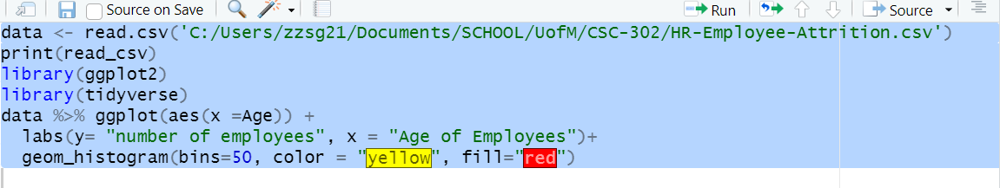 Source on Save Run Source
data <- read.csv('C:/Users/zzsg21/Documents/SCHOOL/UofM/CSC-302/HR-Employee-Attrition.csv')
print(read_csv)
library(ggplot2)
library(tidyverse)
data %>% ggplot(aes(x =Age)) +
  labs(y= "number of employees", x = "Age of Employees")+
  geom_histogram(bins=50, color = "yellow", fill="red")